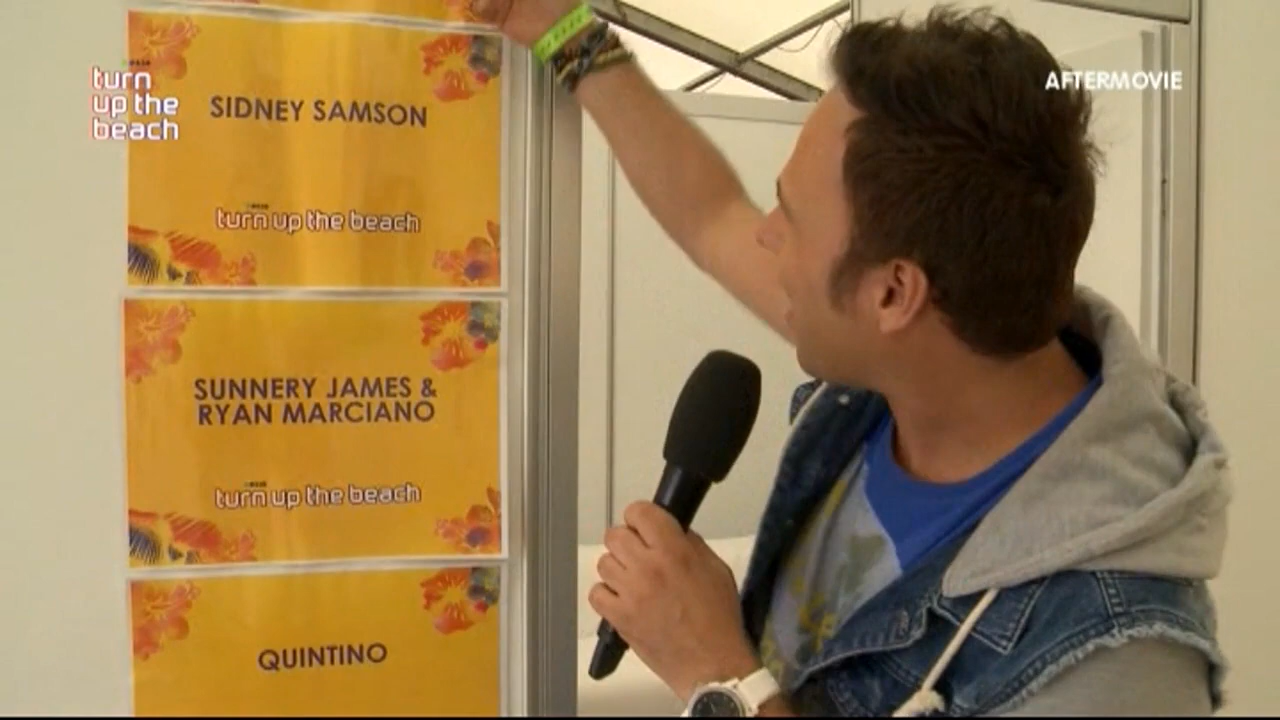 turn
up the
beach
AFTERMOVIE
SIDNEY SAMSON
turn up the beach
SUNNERY JAMES &
RYAN MARCIANO
turn up the beach
QUINTINO